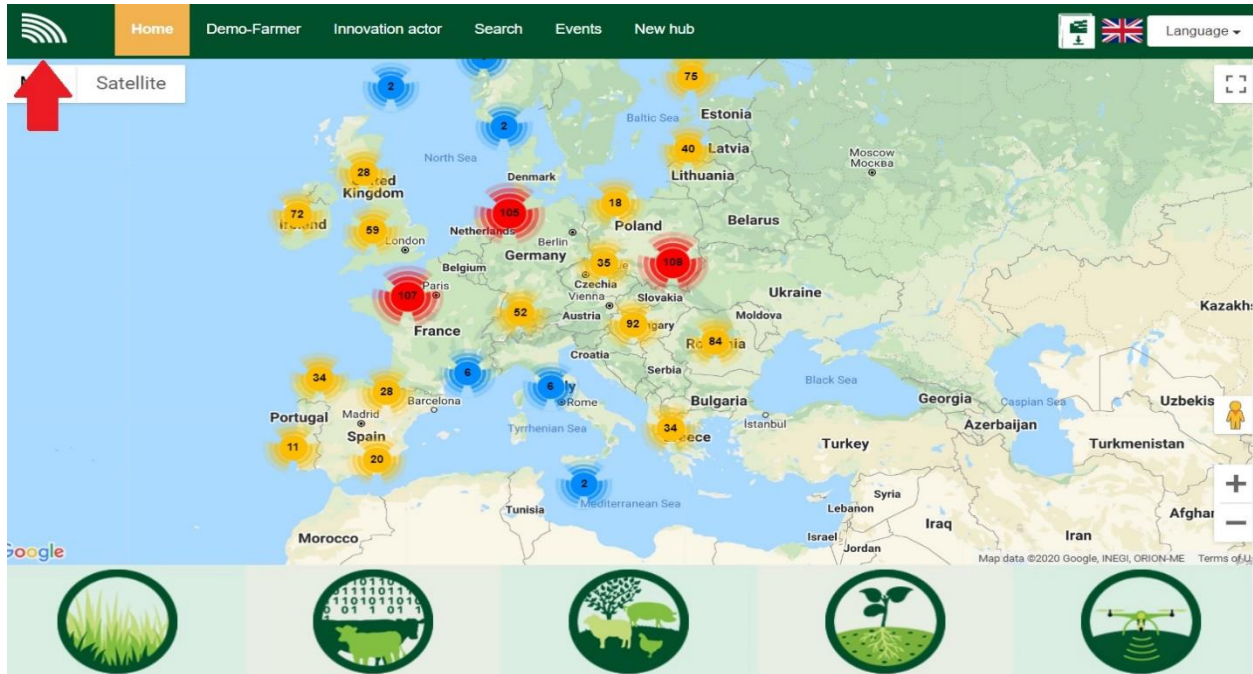 Home Demo-Farmer Innovation actor Search Events New hub Language
Satellite
75
2
Estonia
Baltic Sea
2
40 Latvia
Moscow
Москва
North Sea
28
Denmark
Lithuania
Kingdom
18
72
105
Poland
Belarus
59
London
Berlin
Germany
Belgium
35
108
Czechia
Paris
107
Vienna
Slovakia
Ukraine
52
Austria
92
Moldova
France
84
Croatia
Serbia
6
6
Rome
Black Sea
34
28
Barcelona
Bulgaria
Georgia
Caspian Sea
Portugal
Madrid
Istanbul
Azerbaijan
Tyrrhenian Sea
34
Spain
11
20
Turkey
Turkmenistan
2
Mediterranean Sea
Syria
Tunisia
Lebanon
Iraq
Morocco
Israel
Iran
Jordan
Google
Map data ©2020 Google, INEGI, ORION-ME Terms of U